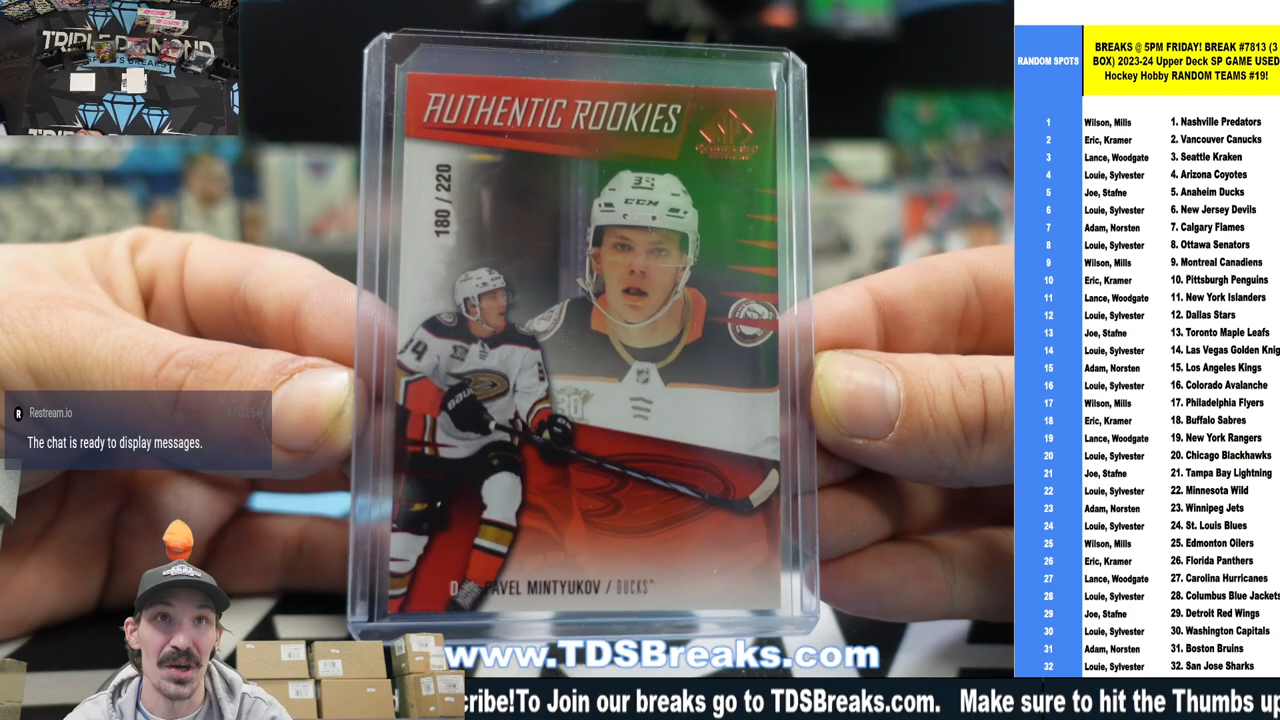 TRIPLE DIAMOND
SPORTS BREAKS
AUTHENTIC ROOKIES
180 / 220
CCM
34
D
PAVEL MINTYUKOV / DUCKS
Restream.io
The chat is ready to display messages.
www.TDSBreaks.com
cribe!To Join our breaks go to TDSBreaks.com. Make sure to hit the Thumbs up
RANDOM SPOTS
BREAKS @ 5PM FRIDAY! BREAK #7813 (3
BOX) 2023-24 Upper Deck SP GAME USED
Hockey Hobby RANDOM TEAMS #19!
1 Wilson, Mills 1. Nashville Predators
2 Eric, Kramer 2. Vancouver Canucks
3 Lance, Woodgate 3. Seattle Kraken
4 Louie, Sylvester 4. Arizona Coyotes
5 Joe, Stafne 5. Anaheim Ducks
6 Louie, Sylvester 6. New Jersey Devils
7 Adam, Norsten 7. Calgary Flames
8 Louie, Sylvester 8. Ottawa Senators
9 Wilson, Mills 9. Montreal Canadiens
10 Eric, Kramer 10. Pittsburgh Penguins
11 Lance, Woodgate 11. New York Islanders
12 Louie, Sylvester 12. Dallas Stars
13 Joe, Stafne 13. Toronto Maple Leafs
14 Louie, Sylvester 14. Las Vegas Golden Knig
15 Adam, Norsten 15. Los Angeles Kings
16 Louie, Sylvester 16. Colorado Avalanche
17 Wilson, Mills 17. Philadelphia Flyers
18 Eric, Kramer 18. Buffalo Sabres
19 Lance, Woodgate 19. New York Rangers
20 Louie, Sylvester 20. Chicago Blackhawks
21 Joe, Stafne 21. Tampa Bay Lightning
22 Louie, Sylvester 22. Minnesota Wild
23 Adam, Norsten 23. Winnipeg Jets
24 Louie, Sylvester 24. St. Louis Blues
25 Wilson, Mills 25. Edmonton Oilers
26 Eric, Kramer 26. Florida Panthers
27 Lance, Woodgate 27. Carolina Hurricanes
28 Louie, Sylvester 28. Columbus Blue Jackets
29 Joe, Stafne 29. Detroit Red Wings
30 Louie, Sylvester 30. Washington Capitals
31 Adam, Norsten 31. Boston Bruins
32 Louie, Sylvester 32. San Jose Sharks